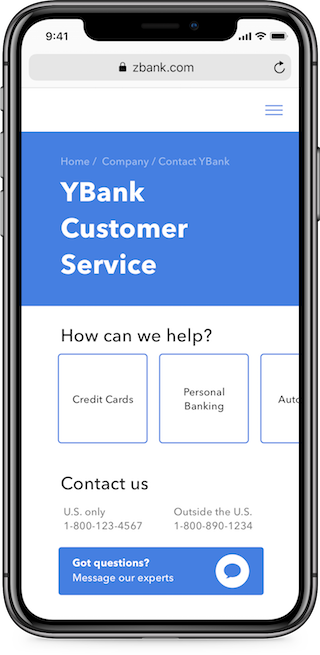 9:41
zbank.com
Home / Company / Contact YBank
YBank
Customer
Service
How can we help?
Credit Cards
Personal
Banking
Auto
Contact us
U.S. only
1-800-123-4567
Outside the U.S.
1-800-890-1234
Got questions?
Message our experts